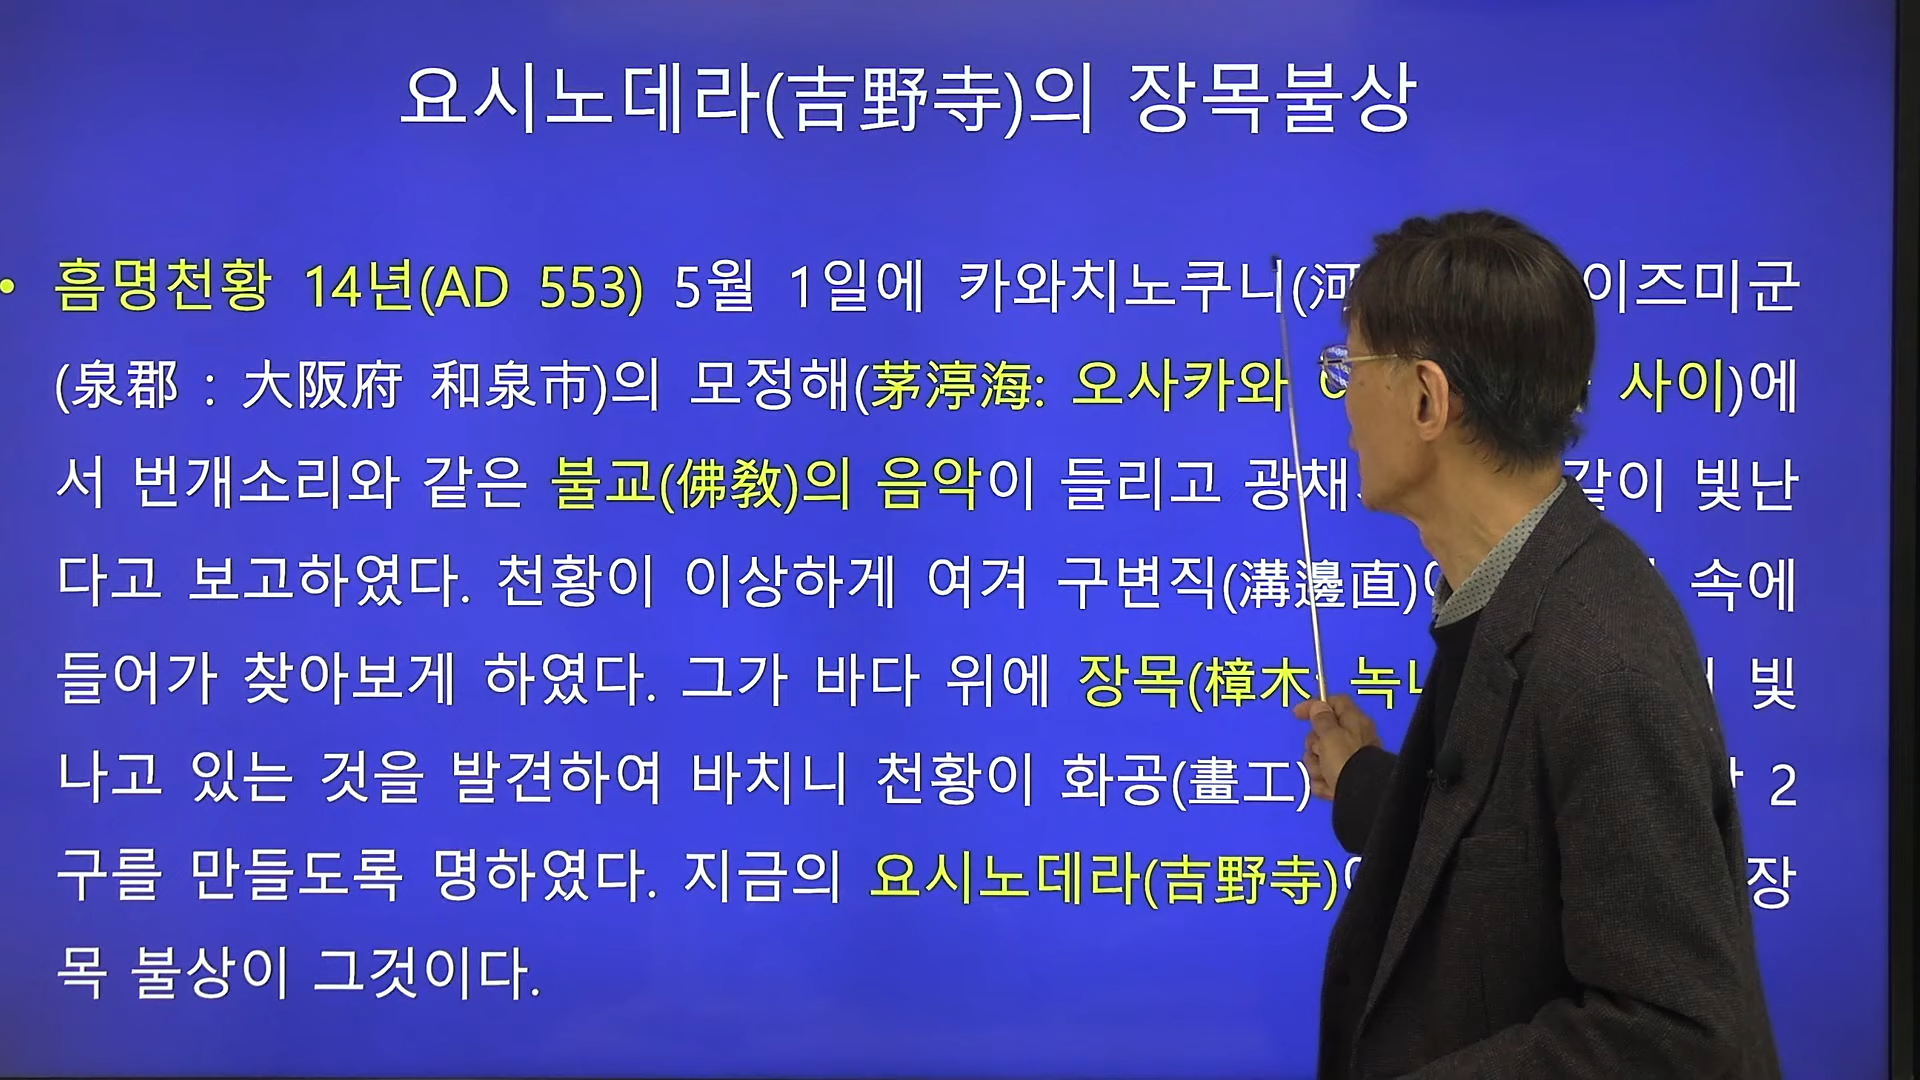 요시노데라(吉野寺)의 장목불상
• 흠명천황 14년(AD 553) 5월 1일에 카와치노쿠니(河 이즈미군
(泉郡 : 大阪府 和泉市)의 모정해(茅渟海: 오사카와 사이)에
서 번개소리와 같은 불교(佛敎)의 음악이 들리고 광채 같이 빛난
다고 보고하였다. 천황이 이상하게 여겨 구변직(溝邊直) 속에
들어가 찾아보게 하였다. 그가 바다 위에 장목(樟木: 빛
나고 있는 것을 발견하여 바치니 천황이 화공(畫工) 2
구를 만들도록 명하였다. 지금의 요시노데라(吉野寺) 장
목 불상이 그것이다.